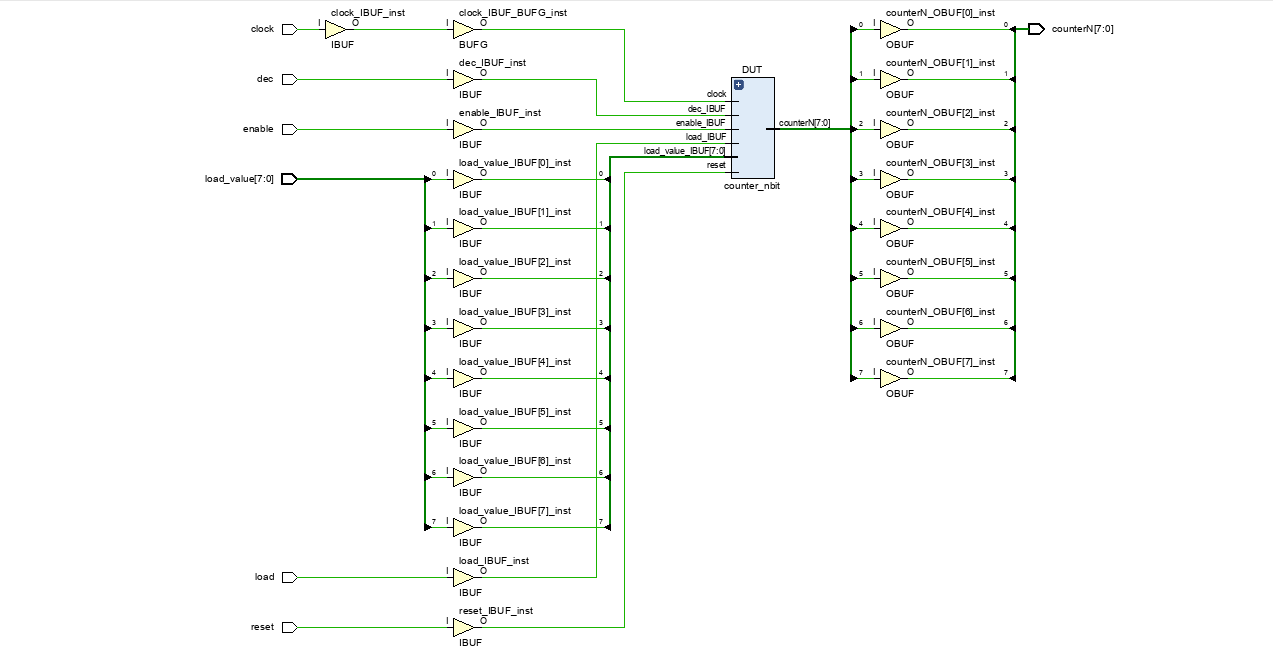 clock
I
clock_IBUF_inst
O
IBUF
I
clock_IBUF_BUFG_inst
O
BUFG
dec
I
dec_IBUF_inst
O
IBUF
enable
I
enable_IBUF_inst
O
IBUF
load_value[7:0]
0
I
load_value_IBUF[0]_inst
O
IBUF
0
1
I
load_value_IBUF[1]_inst
O
IBUF
1
2
I
load_value_IBUF[2]_inst
O
IBUF
2
3
I
load_value_IBUF[3]_inst
O
IBUF
3
4
I
load_value_IBUF[4]_inst
O
IBUF
4
5
I
load_value_IBUF[5]_inst
O
IBUF
5
6
I
load_value_IBUF[6]_inst
O
IBUF
6
7
I
load_value_IBUF[7]_inst
O
IBUF
7
load
I
load_IBUF_inst
O
IBUF
reset
I
reset_IBUF_inst
O
IBUF
DUT
+
clock
dec_IBUF
enable_IBUF
load_IBUF
load_value_IBUF[7:0]
reset
counterN[7:0]
counter_nbit
0
I
counterN_OBUF[0]_inst
O
OBUF
0
1
I
counterN_OBUF[1]_inst
O
OBUF
1
2
I
counterN_OBUF[2]_inst
O
OBUF
2
3
I
counterN_OBUF[3]_inst
O
OBUF
3
4
I
counterN_OBUF[4]_inst
O
OBUF
4
5
I
counterN_OBUF[5]_inst
O
OBUF
5
6
I
counterN_OBUF[6]_inst
O
OBUF
6
7
I
counterN_OBUF[7]_inst
O
OBUF
7
counterN[7:0]